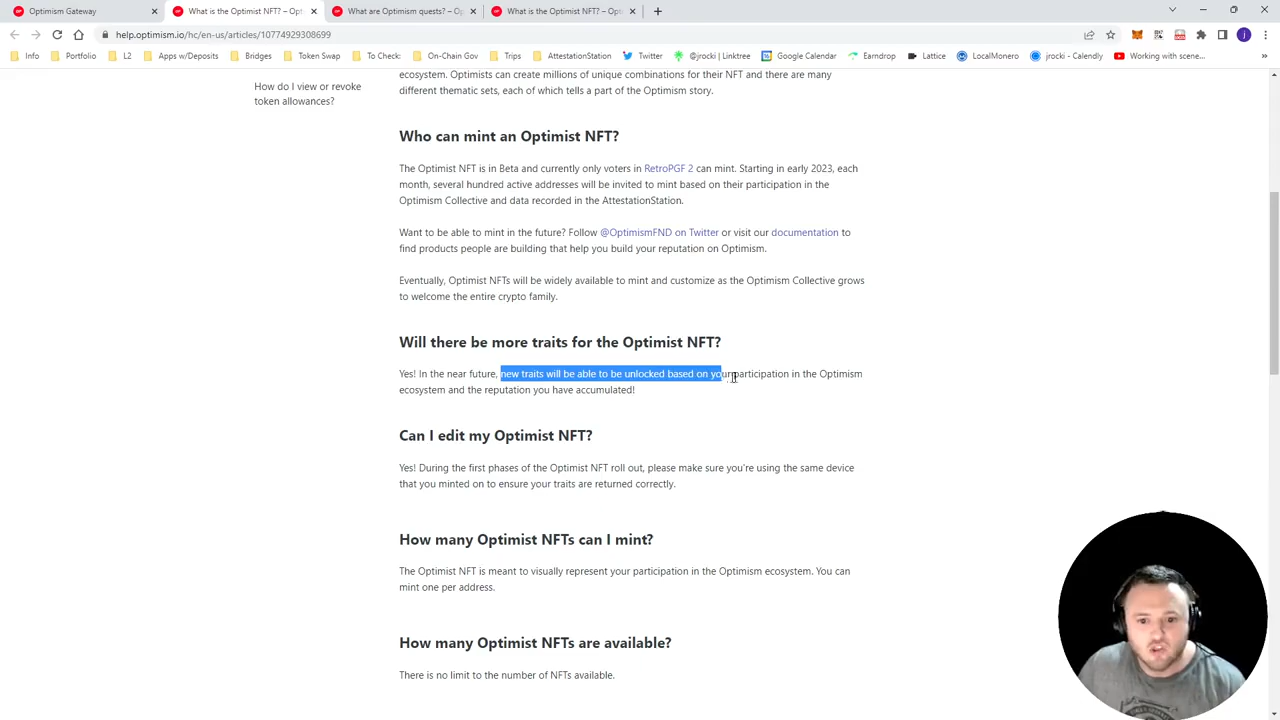 Optimism Gateway
What is the Optimist NFT? – Opt
What are Optimism quests? – O
What is the Optimist NFT? – Opt
help.optimism.io/hc/en-us/articles/10774929308699
Info
Portfolio
L2
Apps w/Deposits
Bridges
Token Swap
To Check:
On-Chain Gov
Trips
AttestationStation
Twitter
@jrocki | Linktree
Google Calendar
Earndrop
Lattice
LocalMonero
jrocki - Calendly
Working with scene...
»
How do I view or revoke
token allowances?
ecosystem. Optimists can create millions of unique combinations for their NFT and there are many
different thematic sets, each of which tells a part of the Optimism story.
Who can mint an Optimist NFT?
The Optimist NFT is in Beta and currently only voters in RetroPGF 2 can mint. Starting in early 2023, each
month, several hundred active addresses will be invited to mint based on their participation in the
Optimism Collective and data recorded in the AttestationStation.
Want to be able to mint in the future? Follow @OptimismFND on Twitter or visit our documentation to
find products people are building that help you build your reputation on Optimism.
Eventually, Optimist NFTs will be widely available to mint and customize as the Optimism Collective grows
to welcome the entire crypto family.
Will there be more traits for the Optimist NFT?
Yes! In the near future, new traits will be able to be unlocked based on your participation in the Optimism
ecosystem and the reputation you have accumulated!
Can I edit my Optimist NFT?
Yes! During the first phases of the Optimist NFT roll out, please make sure you're using the same device
that you minted on to ensure your traits are returned correctly.
How many Optimist NFTs can I mint?
The Optimist NFT is meant to visually represent your participation in the Optimism ecosystem. You can
mint one per address.
How many Optimist NFTs are available?
There is no limit to the number of NFTs available.